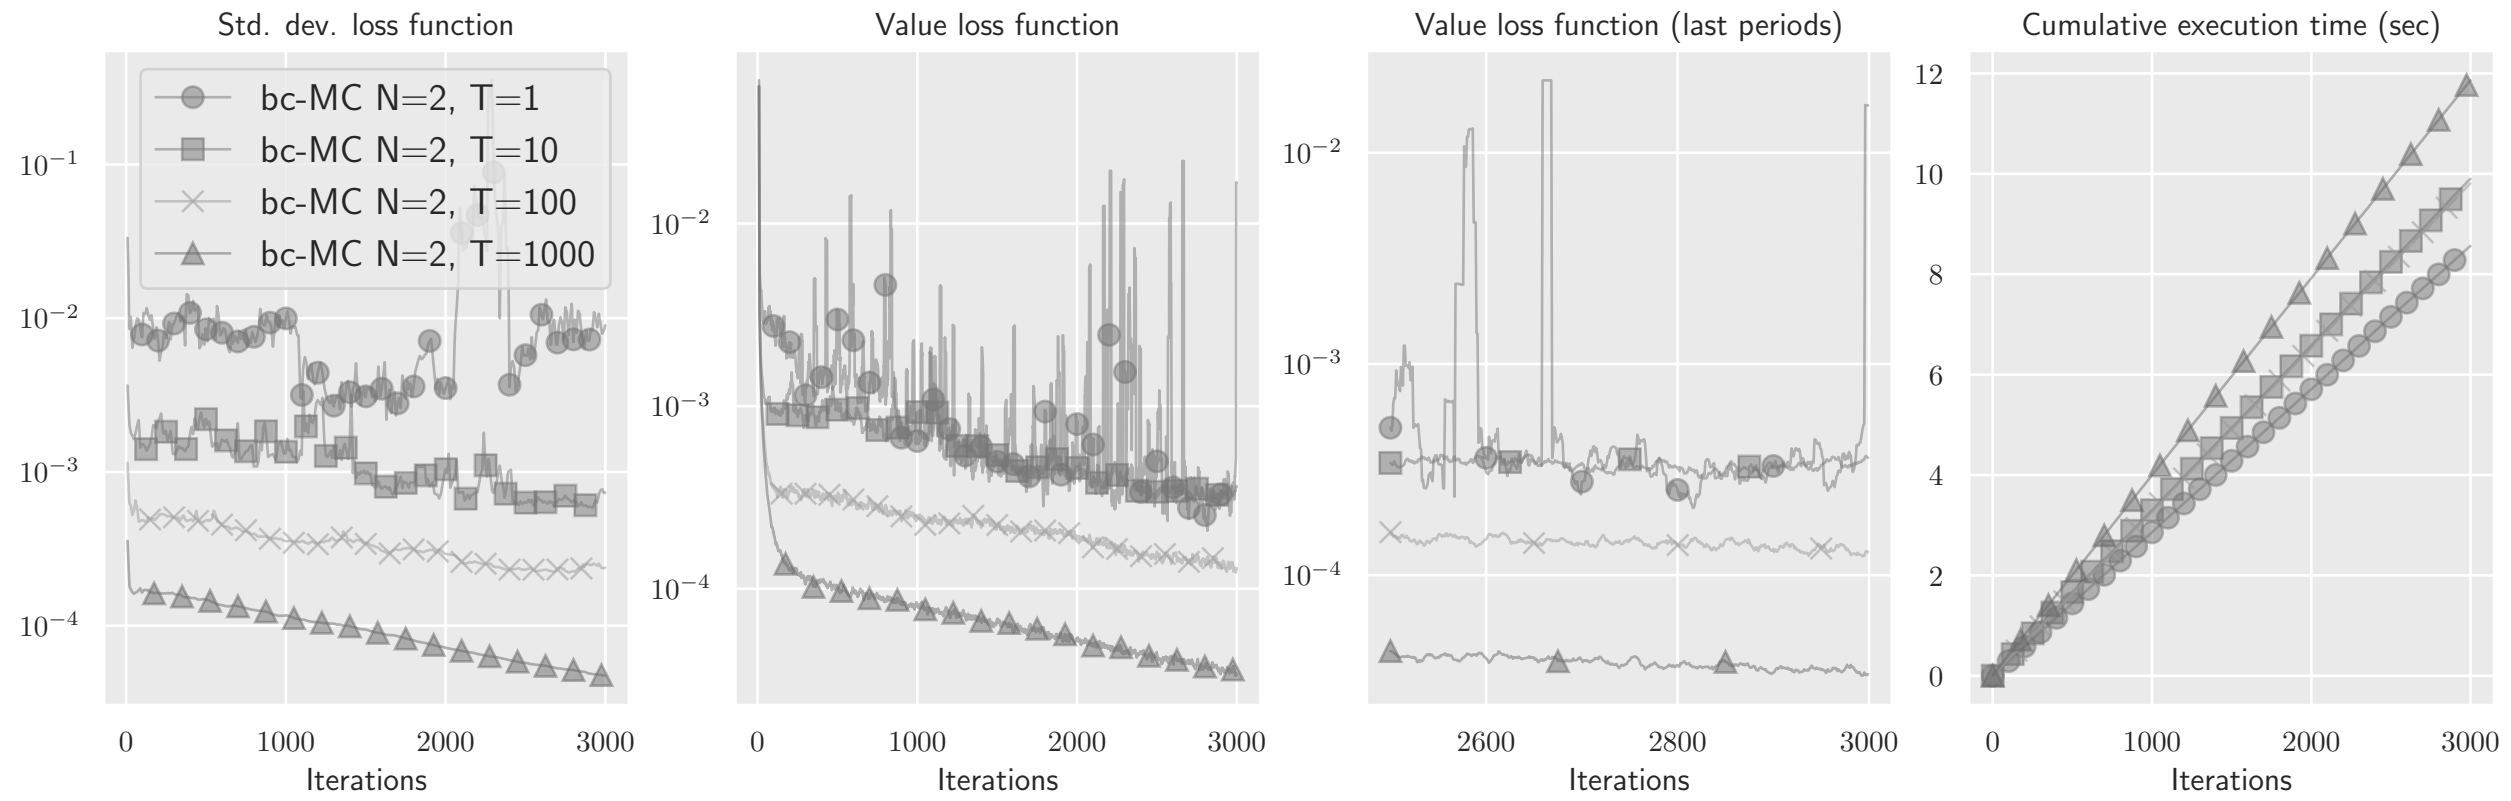 Std. dev. loss function
bc-MC N=2, T=1
bc-MC N=2, T=10
bc-MC N=2, T=100
bc-MC N=2, T=1000
10⁻¹
10⁻²
10⁻³
10⁻⁴
0 1000 2000 3000
Iterations
Value loss function
10⁻²
10⁻³
10⁻⁴
0 1000 2000 3000
Iterations
Value loss function (last periods)
10⁻²
10⁻³
10⁻⁴
2600 2800 3000
Iterations
Cumulative execution time (sec)
12
10
8
6
4
2
0
0 1000 2000 3000
Iterations